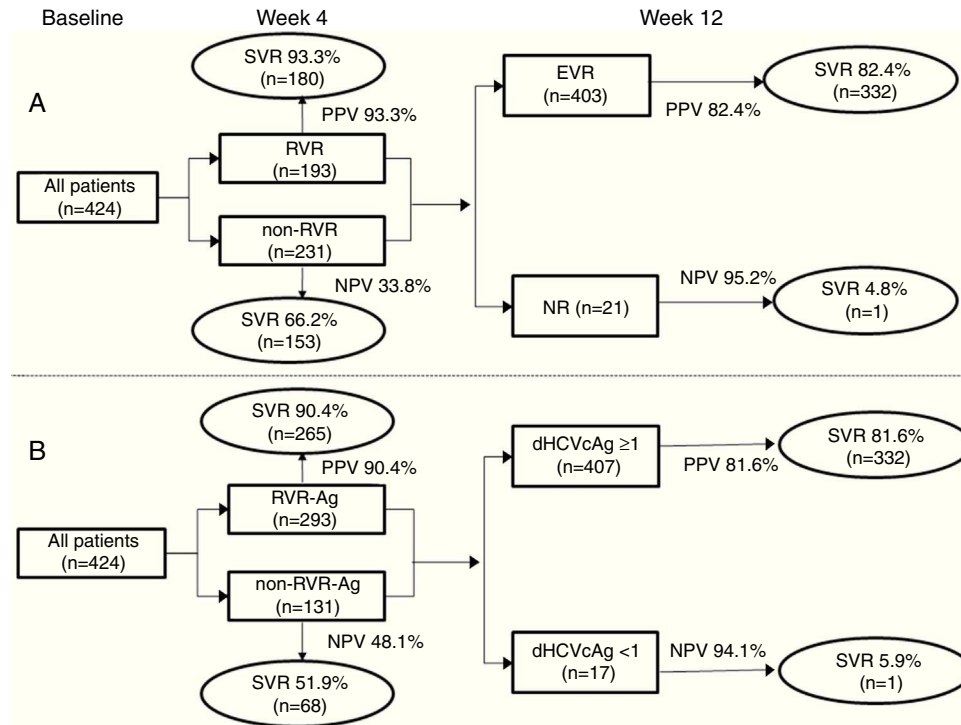 Baseline
Week 4
Week 12
A
All patients
(n=424)
SVR 93.3%
(n=180)
PPV 93.3%
RVR
(n=193)
non-RVR
(n=231)
NPV 33.8%
SVR 66.2%
(n=153)
EVR
(n=403)
PPV 82.4%
SVR 82.4%
(n=332)
NR (n=21)
NPV 95.2%
SVR 4.8%
(n=1)
B
All patients
(n=424)
SVR 90.4%
(n=265)
PPV 90.4%
RVR-Ag
(n=293)
non-RVR-Ag
(n=131)
NPV 48.1%
SVR 51.9%
(n=68)
dHCVcAg ≥1
(n=407)
PPV 81.6%
SVR 81.6%
(n=332)
dHCVcAg <1
(n=17)
NPV 94.1%
SVR 5.9%
(n=1)